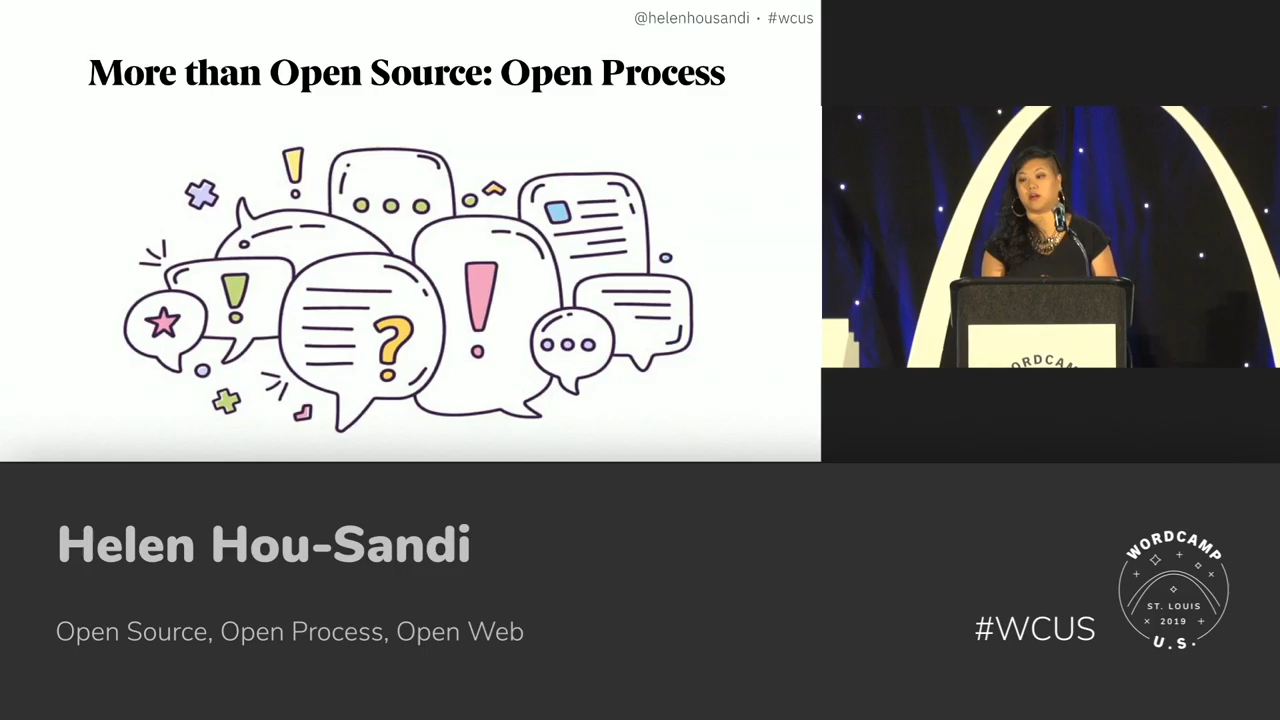 @helenhousandi · #wcus
More than Open Source: Open Process
ORDCAM
Helen Hou-Sandi
Open Source, Open Process, Open Web
#WCUS
WORDCAMP
ST. LOUIS
2019
U.S.